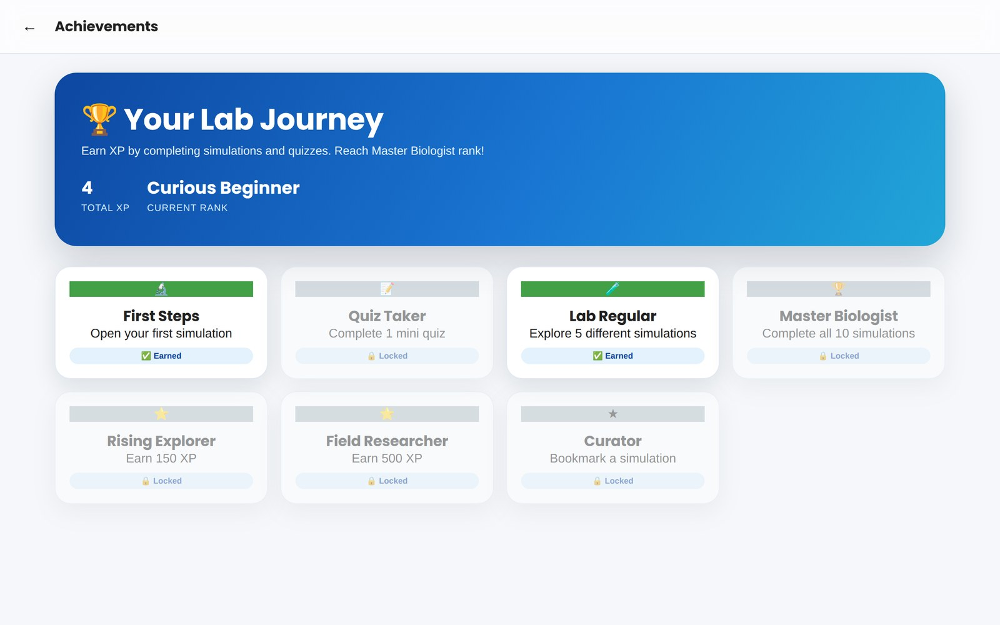 ← Achievements
🏆 Your Lab Journey
Earn XP by completing simulations and quizzes. Reach Master Biologist rank!
4
TOTAL XP
Curious Beginner
CURRENT RANK
First Steps
Open your first simulation
✅ Earned
Quiz Taker
Complete 1 mini quiz
🔒 Locked
Lab Regular
Explore 5 different simulations
✅ Earned
Master Biologist
Complete all 10 simulations
🔒 Locked
Rising Explorer
Earn 150 XP
🔒 Locked
Field Researcher
Earn 500 XP
🔒 Locked
★
Curator
Bookmark a simulation
🔒 Locked